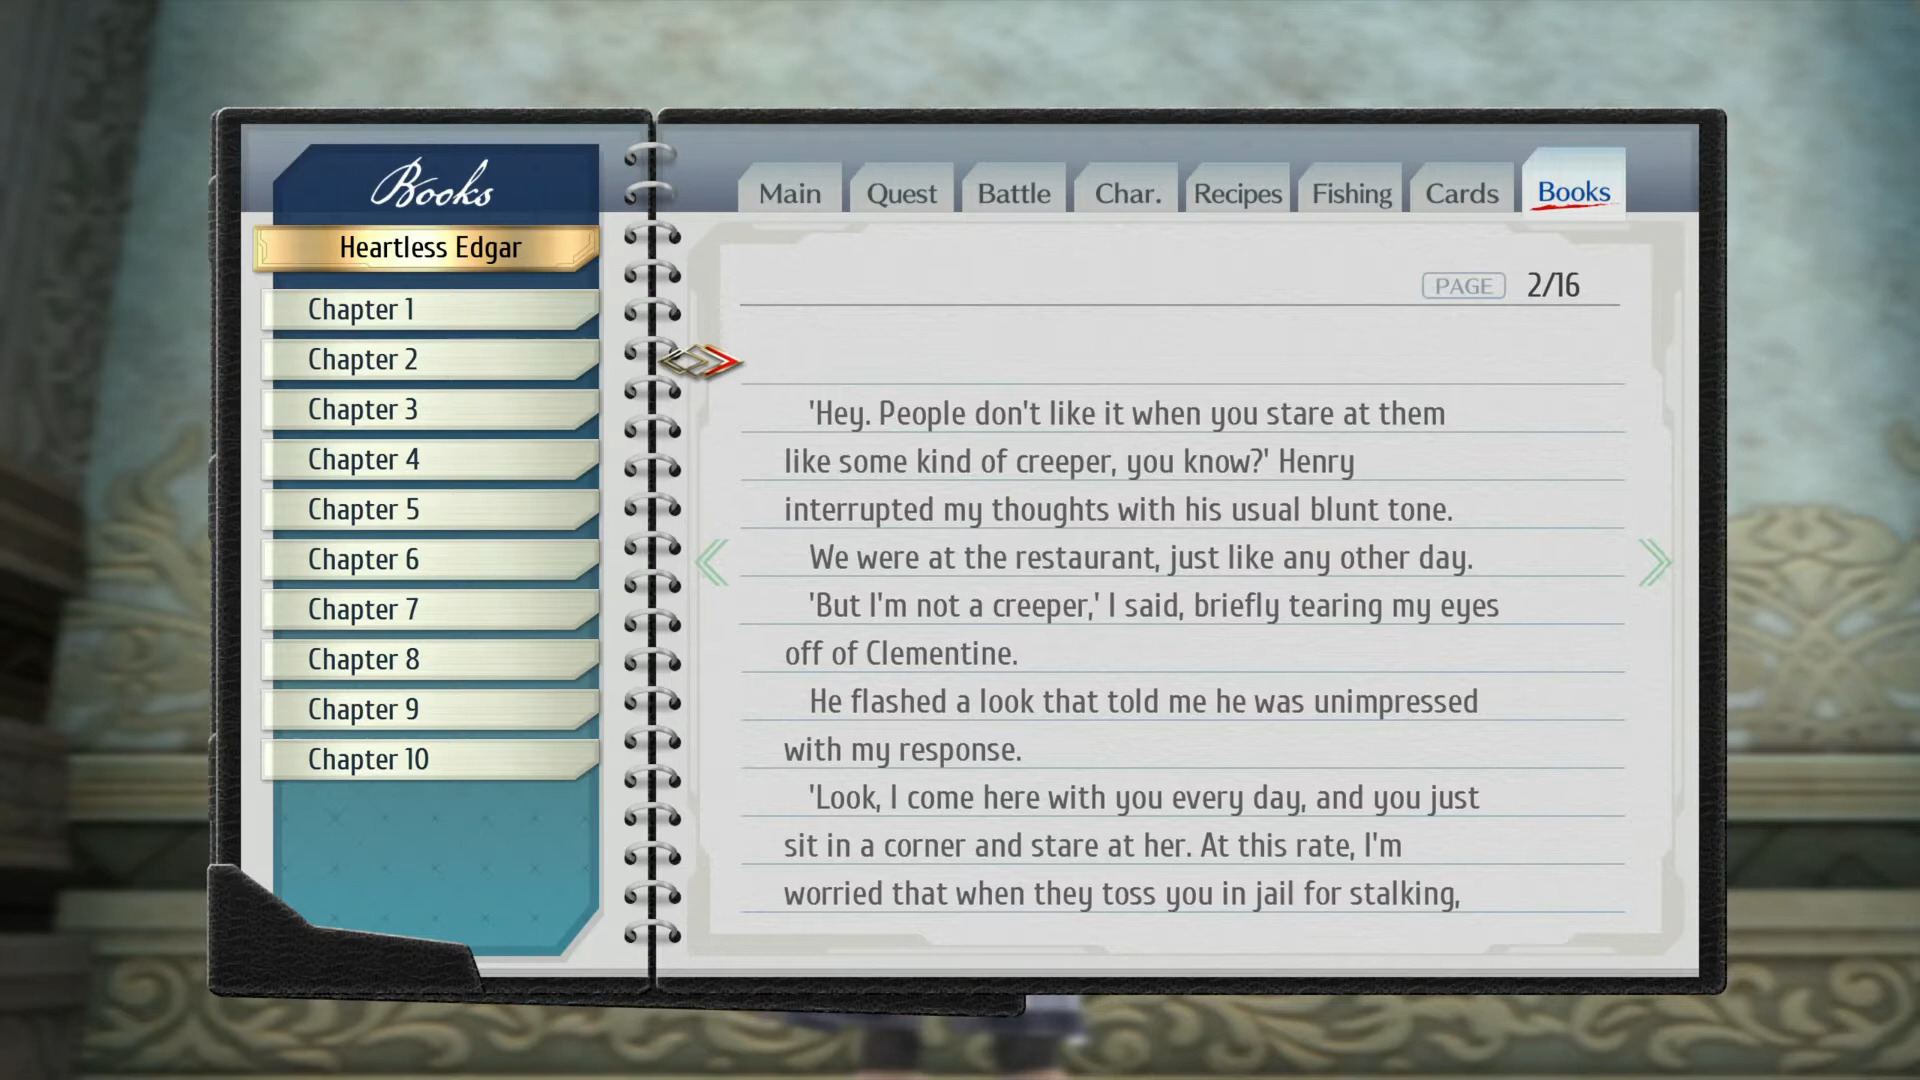 Books
Heartless Edgar
Chapter 1
Chapter 2
Chapter 3
Chapter 4
Chapter 5
Chapter 6
Chapter 7
Chapter 8
Chapter 9
Chapter 10
Main
Quest
Battle
Char.
Recipes
Fishing
Cards
Books
PAGE 2/16
'Hey. People don't like it when you stare at them
like some kind of creeper, you know?' Henry
interrupted my thoughts with his usual blunt tone.
We were at the restaurant, just like any other day.
'But I'm not a creeper,' I said, briefly tearing my eyes
off of Clementine.
He flashed a look that told me he was unimpressed
with my response.
'Look, I come here with you every day, and you just
sit in a corner and stare at her. At this rate, I'm
worried that when they toss you in jail for stalking,